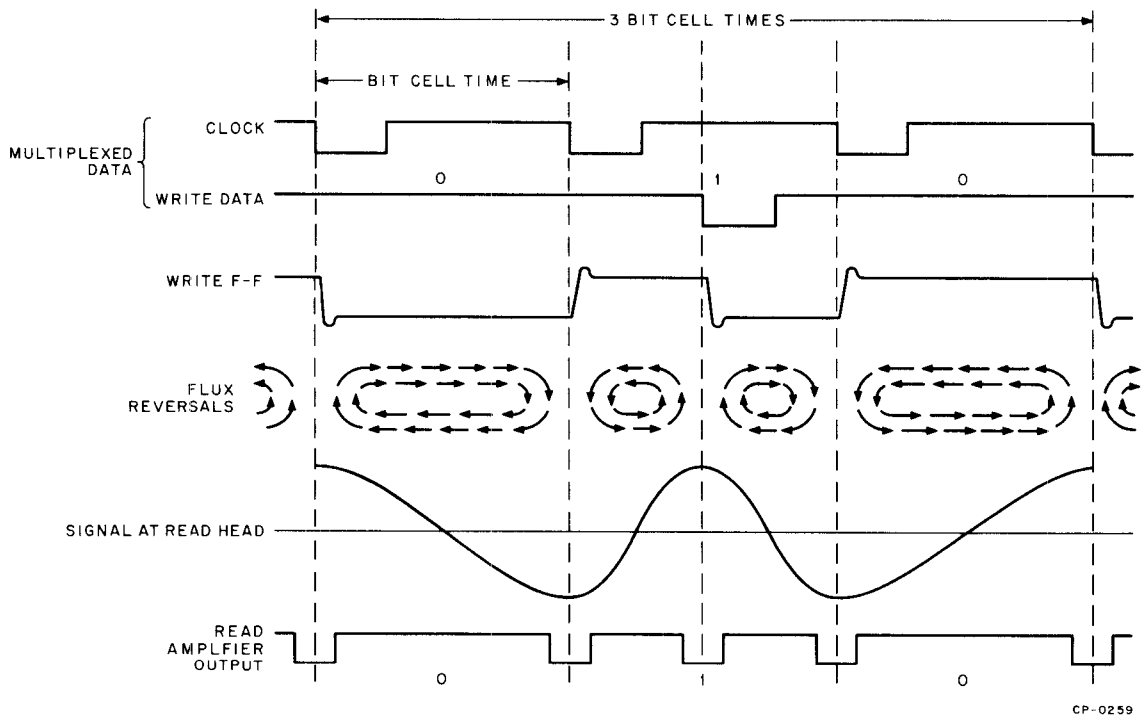 3 BIT CELL TIMES
BIT CELL TIME
CLOCK
MULTIPLEXED
DATA
0
1
0
WRITE DATA
WRITE F-F
FLUX
REVERSALS
SIGNAL AT READ HEAD
READ
AMPLFIER
OUTPUT
0
1
0
CP-0259